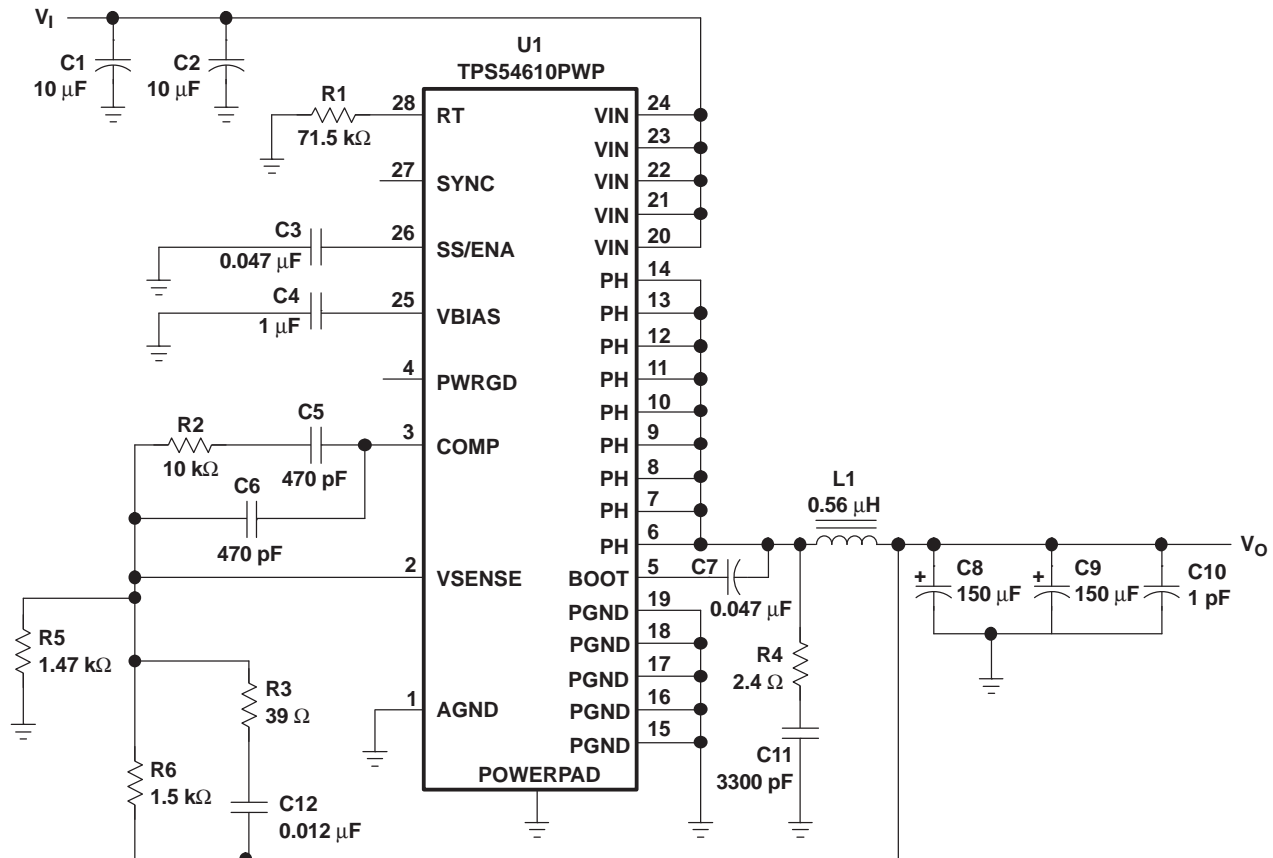 V_I
C1
10 μF
C2
10 μF
U1
TPS54610PWP
R1
71.5 kΩ
28
RT
27
SYNC
C3
0.047 μF
26
SS/ENA
C4
1 μF
25
VBIAS
4
PWRGD
R2
10 kΩ
C5
470 pF
3
COMP
C6
470 pF
2
VSENSE
R5
1.47 kΩ
R3
39 Ω
1
AGND
R6
1.5 kΩ
C12
0.012 μF
POWERPAD
VIN
24
VIN
23
VIN
22
VIN
21
VIN
20
PH
14
PH
13
PH
12
PH
11
PH
10
PH
9
PH
8
PH
7
PH
6
BOOT
5
PGND
19
PGND
18
PGND
17
PGND
16
PGND
15
C7
0.047 μF
L1
0.56 μH
R4
2.4 Ω
C11
3300 pF
+
C8
150 μF
+
C9
150 μF
C10
1 pF
V_O